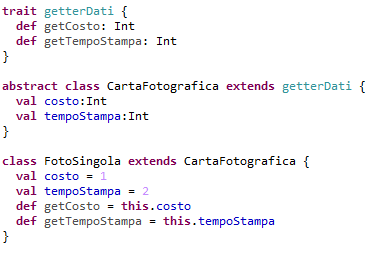 trait getterDati {
  def getCosto: Int
  def getTempoStampa: Int
}
abstract class CartaFotografica extends getterDati {
  val costo:Int
  val tempoStampa:Int
}
class FotoSingola extends CartaFotografica {
  val costo = 1
  val tempoStampa = 2
  def getCosto = this.costo
  def getTempoStampa = this.tempoStampa
}